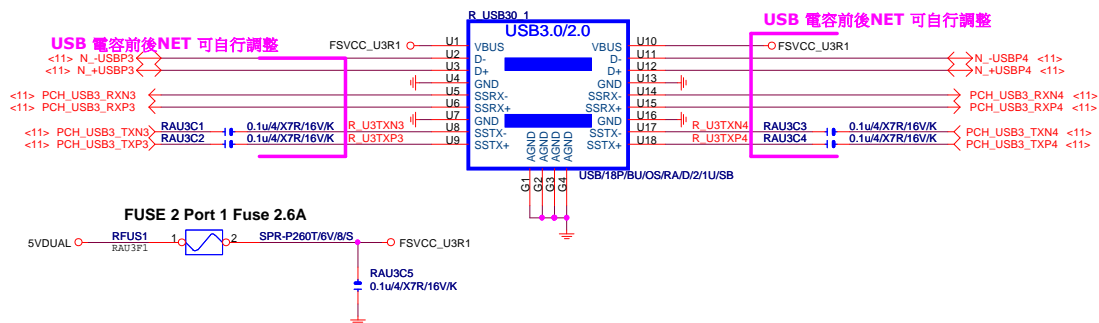 R_USB30_1
USB 電容前後NET 可自行調整
USB3.0/2.0
USB 電容前後NET 可自行調整
FSVCC_U3R1 U1 VBUS VBUS U10 FSVCC_U3R1
<11> N_-USBP3 U2 D- D- U11 N_-USBP4 <11>
<11> N_+USBP3 U3 D+ D+ U12 N_+USBP4 <11>
U4 GND GND U13
<11> PCH_USB3_RXN3 U5 SSRX- SSRX- U14 PCH_USB3_RXN4 <11>
<11> PCH_USB3_RXP3 U6 SSRX+ SSRX+ U15 PCH_USB3_RXP4 <11>
U7 GND GND U16
<11> PCH_USB3_TXN3 RAU3C1 0.1u/4/X7R/16V/K R_U3TXN3 U8 SSTX- SSTX- U17 R_U3TXN4 RAU3C3 0.1u/4/X7R/16V/K PCH_USB3_TXN4 <11>
<11> PCH_USB3_TXP3 RAU3C2 0.1u/4/X7R/16V/K R_U3TXP3 U9 SSTX+ SSTX+ U18 R_U3TXP4 RAU3C4 0.1u/4/X7R/16V/K PCH_USB3_TXP4 <11>
AGND AGND AGND AGND
G1 G2 G3 G4
USB/18P/BU/OS/RA/D/2/1U/SB
FUSE 2 Port 1 Fuse 2.6A
5VDUAL RFUS1 1 2 SPR-P260T/6V/8/S FSVCC_U3R1
RAU3F1
RAU3C5
0.1u/4/X7R/16V/K